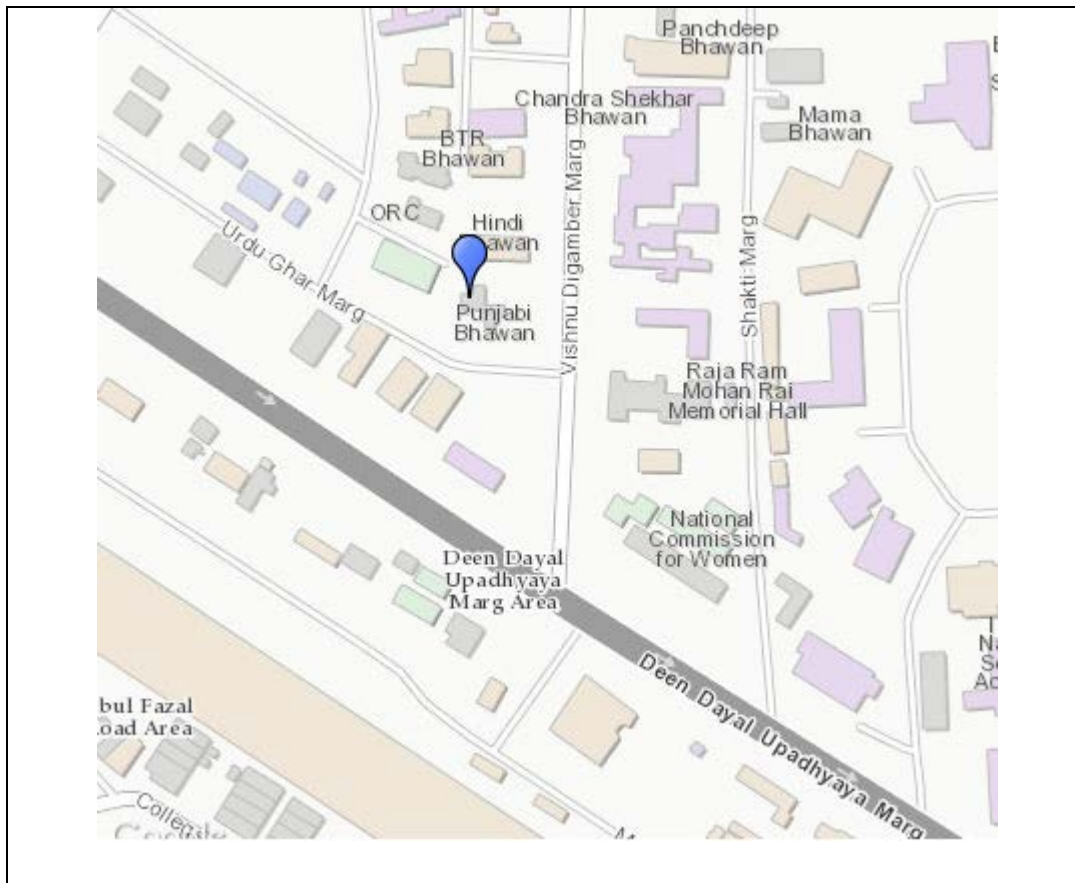 Panchdeep
Bhawan
Chandra Shekhar
Bhawan
Mama
Bhawan
BTR
Bhawan
ORC
Hindi
Urdu Ghar Marg
Vishnu Digamber Marg
Shakti Marg
Punjabi
Bhawan
Raja Ram
Mohan Rai
Memorial Hall
National
Commission
for Women
Deen Dayal
Upadhyaya
Marg Area
Deen Dayal Upadhyaya Marg
bul Fazal
oad Area